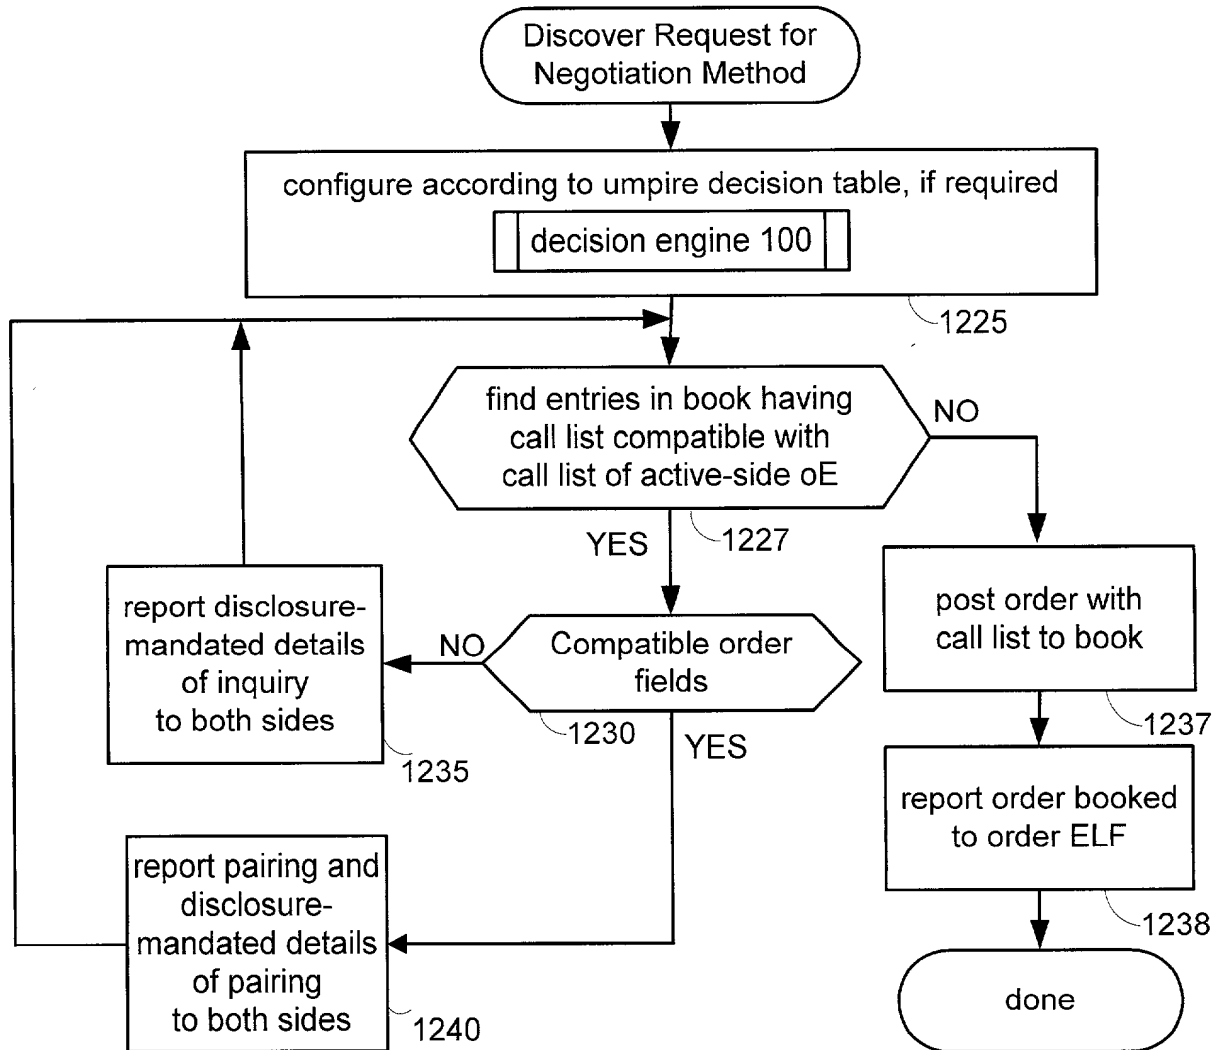 Discover Request for
Negotiation Method
configure according to umpire decision table, if required
decision engine 100
1225
find entries in book having
call list compatible with
call list of active-side oE
NO
YES
1227
report disclosure-
mandated details
of inquiry
to both sides
1235
NO
Compatible order
fields
1230
YES
post order with
call list to book
1237
report order booked
to order ELF
1238
report pairing and
disclosure-
mandated details
of pairing
to both sides
1240
done